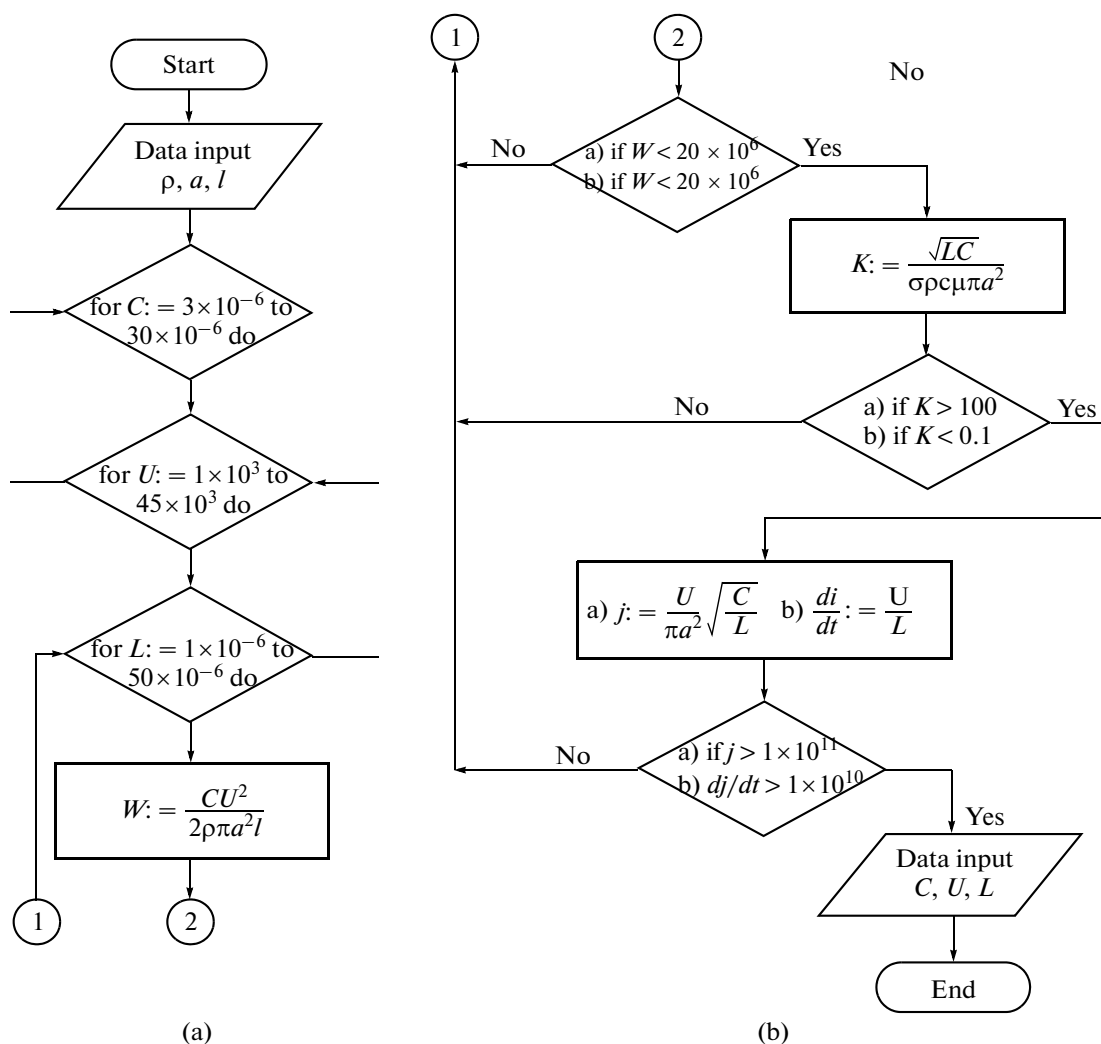 Start
Data input
ρ, a, l
for C: = 3×10⁻⁶ to
30×10⁻⁶ do
for U: = 1×10³ to
45×10³ do
for L: = 1×10⁻⁶ to
50×10⁻⁶ do
W: = CU²/2ρπa²l
1
2
(a)
1
2
No
No
a) if W < 20 × 10⁶
b) if W < 20 × 10⁶
Yes
K: = √LC/σρcμπa²
No
a) if K > 100
b) if K < 0.1
Yes
a) j: = U/πa² √C/L b) di/dt: = U/L
No
a) if j > 1 × 10¹¹
b) dj/dt > 1 × 10¹⁰
Yes
Data input
C, U, L
End
(b)